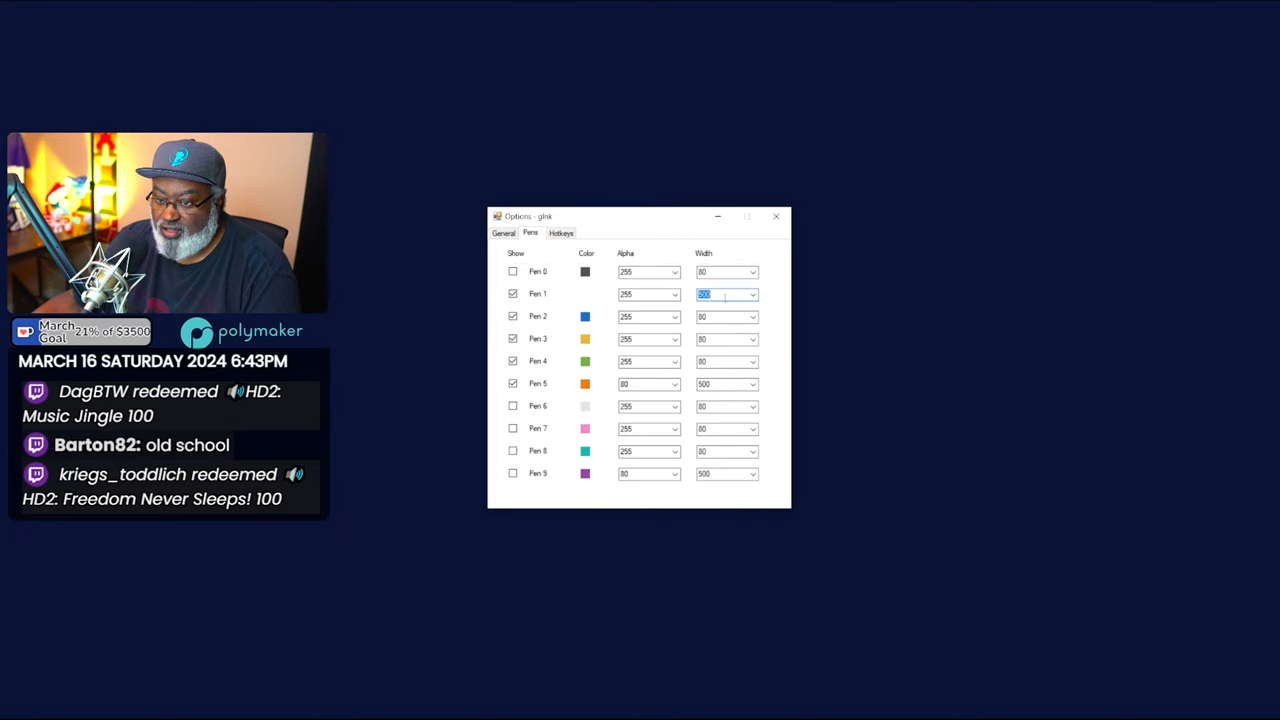 March
Goal
21% of $3500
polymaker
MARCH 16 SATURDAY 2024 6:43PM
DagBTW redeemed HD2:
Music Jingle 100
Barton82: old school
kriegs_toddlich redeemed
HD2: Freedom Never Sleeps! 100
Options - gInk
General Pens Hotkeys
Show Color Alpha Width
Pen 0 255 80
Pen 1 255 500
Pen 2 255 80
Pen 3 255 80
Pen 4 255 80
Pen 5 80 500
Pen 6 255 80
Pen 7 255 80
Pen 8 255 80
Pen 9 80 500